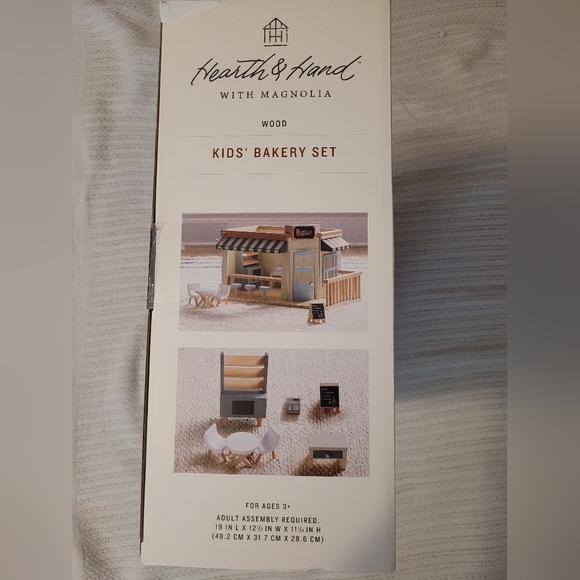 Hearth & Hand
WITH MAGNOLIA
WOOD
KIDS' BAKERY SET
FOR AGES 3+
ADULT ASSEMBLY REQUIRED.
19 IN L X 12½ IN W X 11¼ IN H
(48.2 CM X 31.7 CM X 28.6 CM)